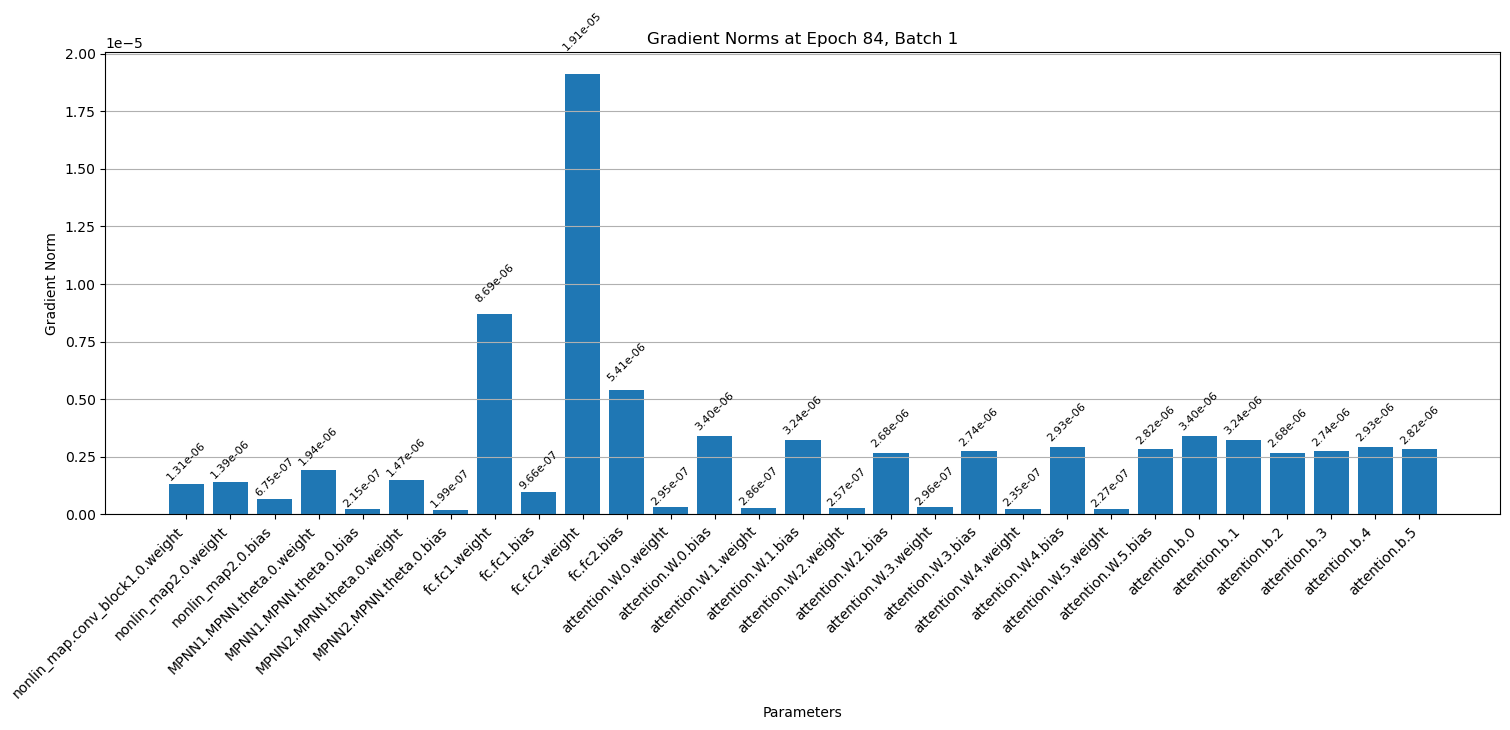 Gradient Norms at Epoch 84, Batch 1
1e−5
2.00
1.75
1.50
1.25
1.00
0.75
0.50
0.25
0.00
Gradient Norm
1.31e-06
1.39e-06
6.75e-07
1.94e-06
2.15e-07
1.47e-06
1.99e-07
8.69e-06
9.66e-07
1.91e-05
5.41e-06
2.95e-07
3.40e-06
2.86e-07
3.24e-06
2.57e-07
2.68e-06
2.96e-07
2.74e-06
2.35e-07
2.93e-06
2.27e-07
2.82e-06
3.40e-06
3.24e-06
2.68e-06
2.74e-06
2.93e-06
2.82e-06
nonlin_map.conv_block1.0.weight
nonlin_map2.0.weight
nonlin_map2.0.bias
MPNN1.MPNN.theta.0.weight
MPNN1.MPNN.theta.0.bias
MPNN2.MPNN.theta.0.weight
MPNN2.MPNN.theta.0.bias
fc.fc1.weight
fc.fc1.bias
fc.fc2.weight
fc.fc2.bias
attention.W.0.weight
attention.W.0.bias
attention.W.1.weight
attention.W.1.bias
attention.W.2.weight
attention.W.2.bias
attention.W.3.weight
attention.W.3.bias
attention.W.4.weight
attention.W.4.bias
attention.W.5.weight
attention.W.5.bias
attention.b.0
attention.b.1
attention.b.2
attention.b.3
attention.b.4
attention.b.5
Parameters